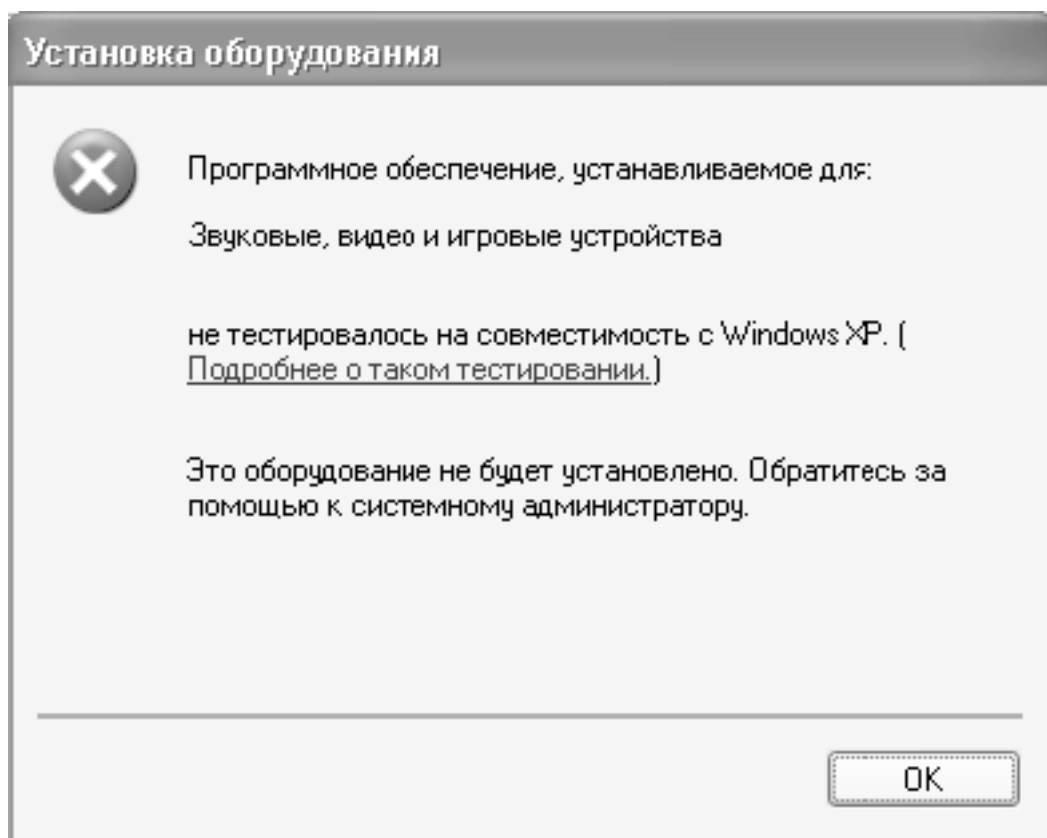 Установка оборудования
Программное обеспечение, устанавливаемое для:
Звуковые, видео и игровые устройства
не тестировалось на совместимость с Windows XP. (
Подробнее о таком тестировании.)
Это оборудование не будет установлено. Обратитесь за
помощью к системному администратору.
OK